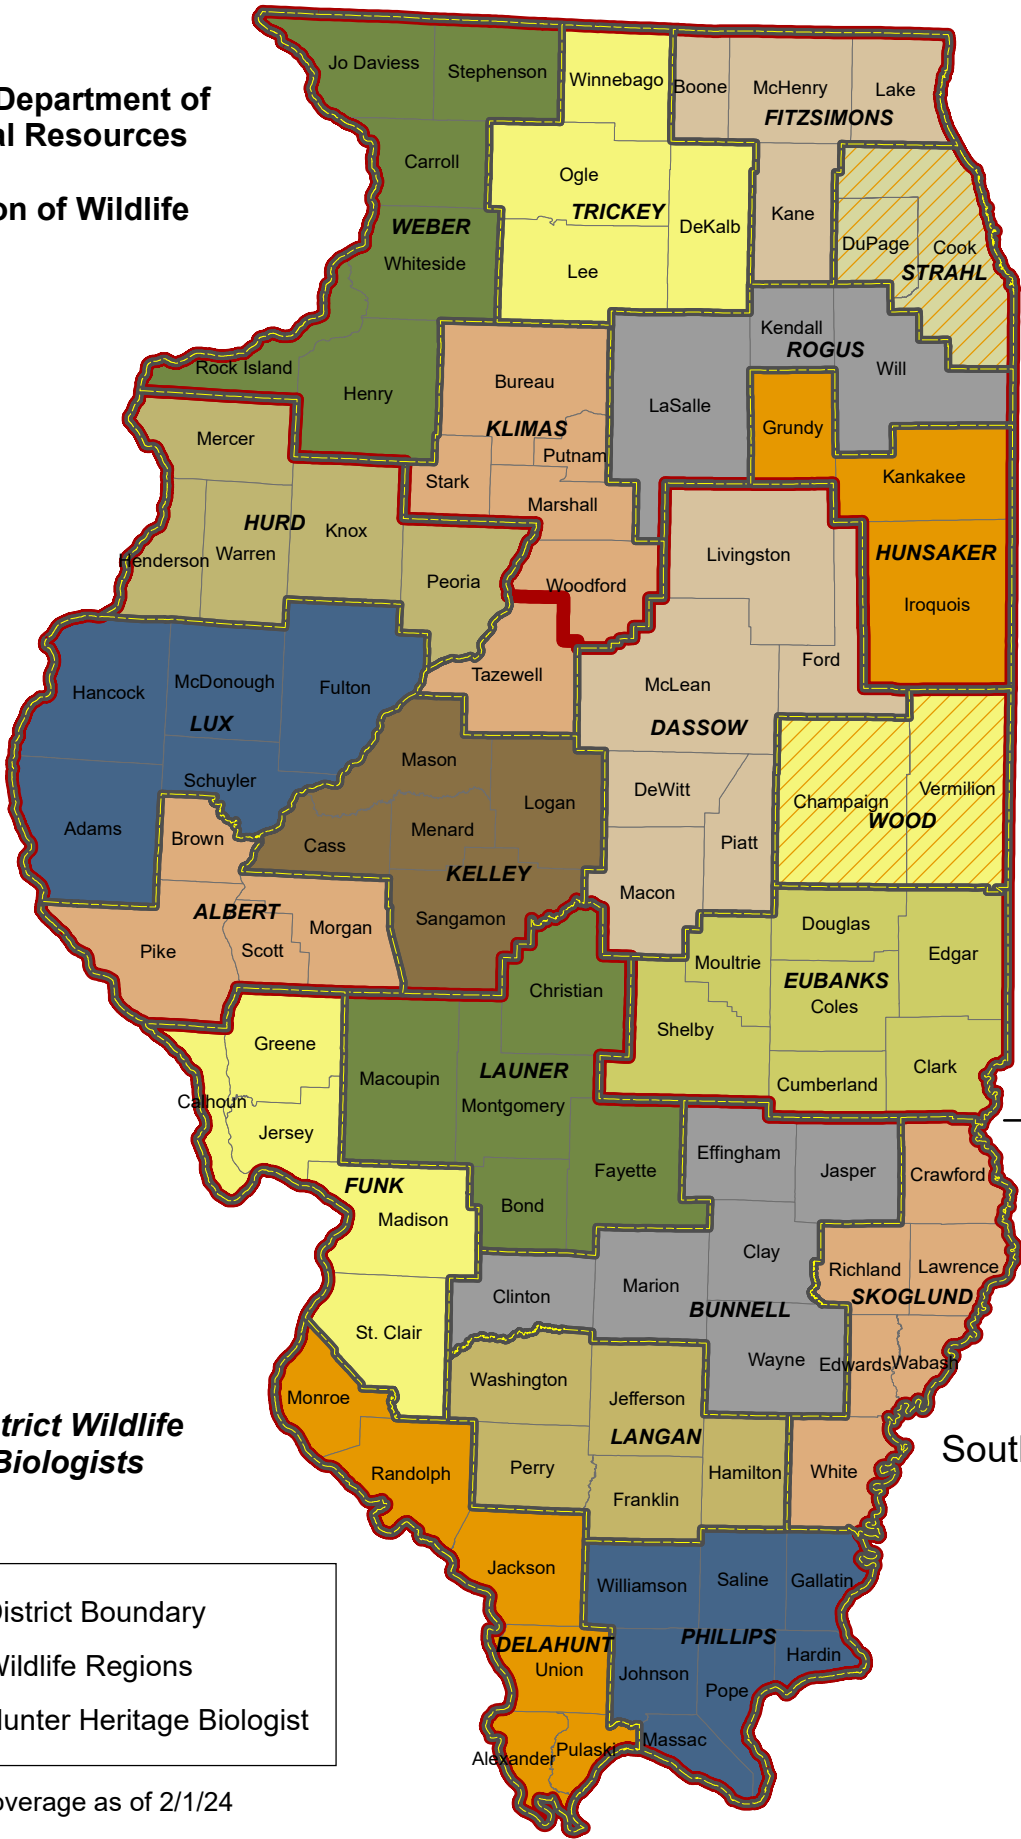 Department of
al Resources
on of Wildlife
Jo Daviess
Stephenson
Winnebago
Boone
McHenry
Lake
FITZSIMONS
Carroll
Ogle
TRICKEY
DeKalb
Kane
DuPage
Cook
STRAHL
WEBER
Whiteside
Lee
Kendall
ROGUS
Will
Rock Island
Henry
Bureau
LaSalle
Grundy
KLIMAS
Putnam
Mercer
Stark
Marshall
Kankakee
HURD
Knox
Henderson
Warren
Peoria
Woodford
Livingston
HUNSAKER
Iroquois
Ford
Hancock
McDonough
Fulton
Tazewell
McLean
LUX
DASSOW
Mason
Schuyler
Logan
DeWitt
Champaign
Vermilion
WOOD
Adams
Brown
Cass
Menard
Piatt
KELLEY
Macon
ALBERT
Sangamon
Morgan
Pike
Scott
Douglas
Moultrie
Edgar
EUBANKS
Coles
Christian
Shelby
Greene
Macoupin
LAUNER
Clark
Cumberland
Calhoun
Montgomery
Jersey
Effingham
Jasper
Crawford
Fayette
FUNK
Bond
Madison
Clay
Richland
Lawrence
Clinton
Marion
SKOGLUND
BUNNELL
St. Clair
Wayne
Edwards
Wabash
Monroe
Washington
Jefferson
LANGAN
Randolph
Perry
Hamilton
White
Franklin
Sout
trict Wildlife
Biologists
Jackson
Williamson
Saline
Gallatin
DELAHUNT
Union
PHILLIPS
Johnson
Hardin
Pope
Massac
Alexander
Pulaski
District Boundary
Wildlife Regions
Hunter Heritage Biologist
overage as of 2/1/24